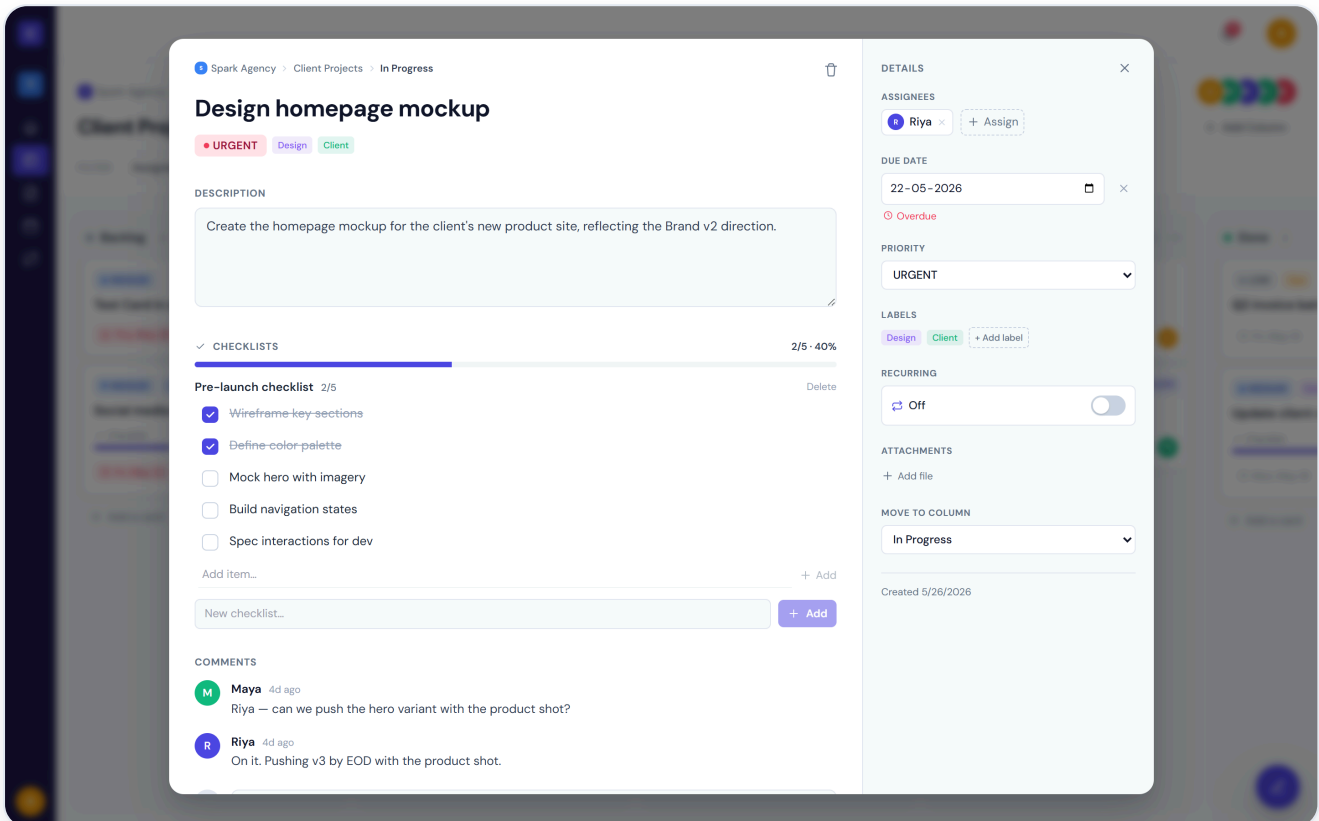 S Spark Agency > Client Projects > In Progress
Design homepage mockup
URGENT Design Client
DESCRIPTION
Create the homepage mockup for the client's new product site, reflecting the Brand v2 direction.
CHECKLISTS 2/5 · 40%
Pre-launch checklist 2/5 Delete
Wireframe key sections
Define color palette
Mock hero with imagery
Build navigation states
Spec interactions for dev
Add item... + Add
New checklist... + Add
COMMENTS
M Maya 4d ago
Riya — can we push the hero variant with the product shot?
R Riya 4d ago
On it. Pushing v3 by EOD with the product shot.
DETAILS
ASSIGNEES
R Riya × + Assign
DUE DATE
22-05-2026
Overdue
PRIORITY
URGENT
LABELS
Design Client + Add label
RECURRING
Off
ATTACHMENTS
+ Add file
MOVE TO COLUMN
In Progress
Created 5/26/2026